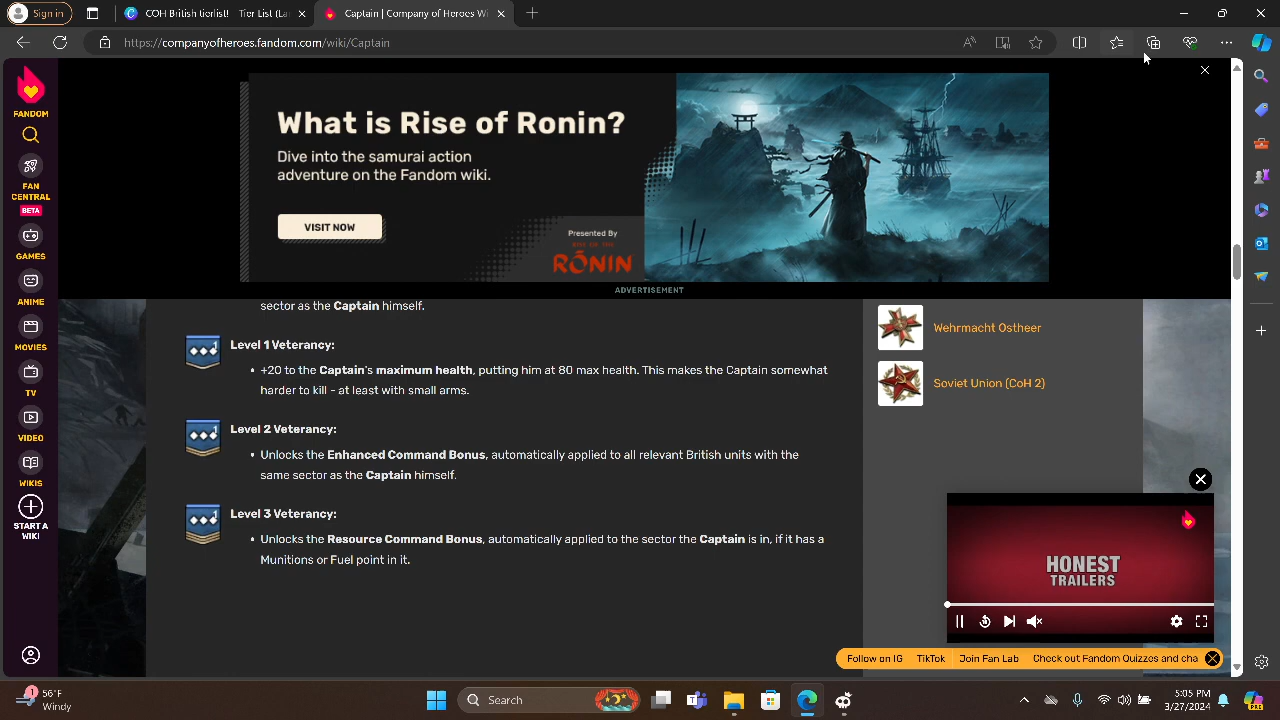 Sign in
COH British tierlist! - Tier List (La
Captain | Company of Heroes Wi
https://companyofheroes.fandom.com/wiki/Captain
FANDOM
FAN
CENTRAL
BETA
GAMES
ANIME
MOVIES
TV
VIDEO
WIKIS
START A
WIKI
What is Rise of Ronin?
Dive into the samurai action
adventure on the Fandom wiki.
VISIT NOW
Presented By
RISE OF THE
RŌNIN
ADVERTISEMENT
sector as the Captain himself.
Level 1 Veterancy:
• +20 to the Captain's maximum health, putting him at 80 max health. This makes the Captain somewhat
harder to kill - at least with small arms.
Level 2 Veterancy:
• Unlocks the Enhanced Command Bonus, automatically applied to all relevant British units with the
same sector as the Captain himself.
Level 3 Veterancy:
• Unlocks the Resource Command Bonus, automatically applied to the sector the Captain is in, if it has a
Munitions or Fuel point in it.
Wehrmacht Ostheer
Soviet Union (CoH 2)
HONEST
TRAILERS
Follow on IG TikTok Join Fan Lab Check out Fandom Quizzes and cha
1
56°F
Windy
Search
5:05 PM
3/27/2024